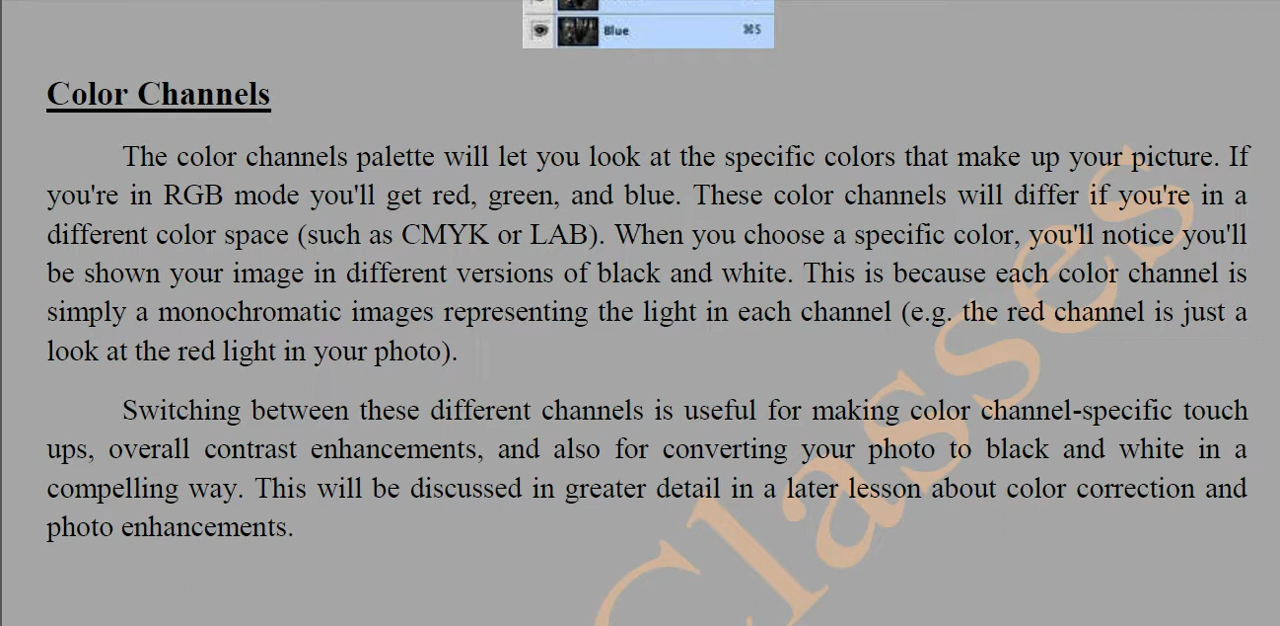 Blue ⌘5
Color Channels
The color channels palette will let you look at the specific colors that make up your picture. If
you're in RGB mode you'll get red, green, and blue. These color channels will differ if you're in a
different color space (such as CMYK or LAB). When you choose a specific color, you'll notice you'll
be shown your image in different versions of black and white. This is because each color channel is
simply a monochromatic images representing the light in each channel (e.g. the red channel is just a
look at the red light in your photo).
Switching between these different channels is useful for making color channel-specific touch
ups, overall contrast enhancements, and also for converting your photo to black and white in a
compelling way. This will be discussed in greater detail in a later lesson about color correction and
photo enhancements.
Classes